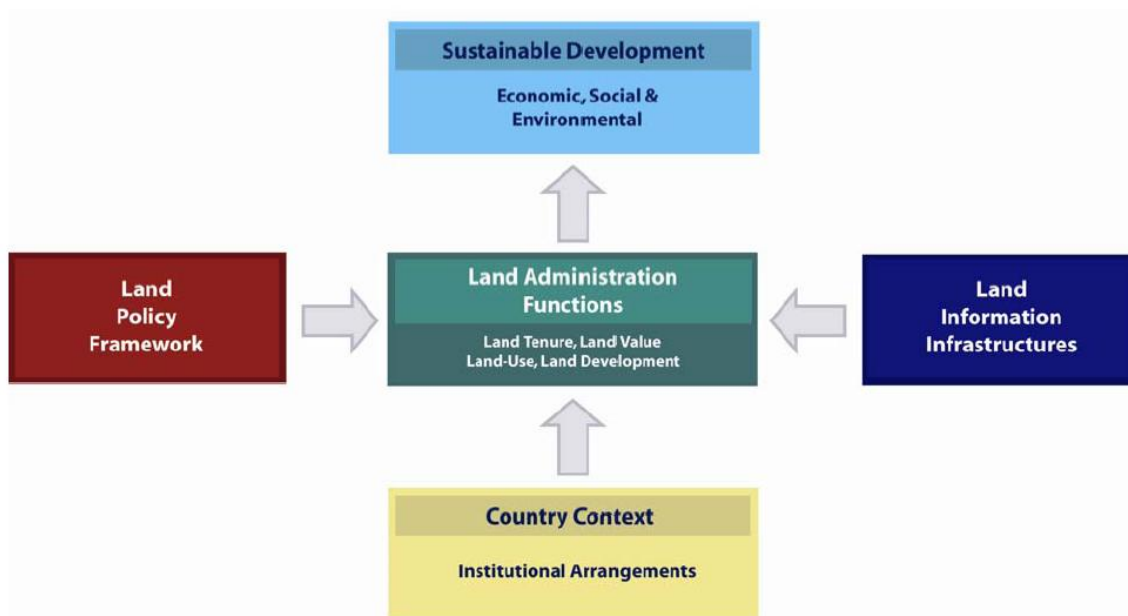 Sustainable Development
Economic, Social &
Environmental
Land
Policy
Framework
Land Administration
Functions
Land Tenure, Land Value
Land-Use, Land Development
Land
Information
Infrastructures
Country Context
Institutional Arrangements